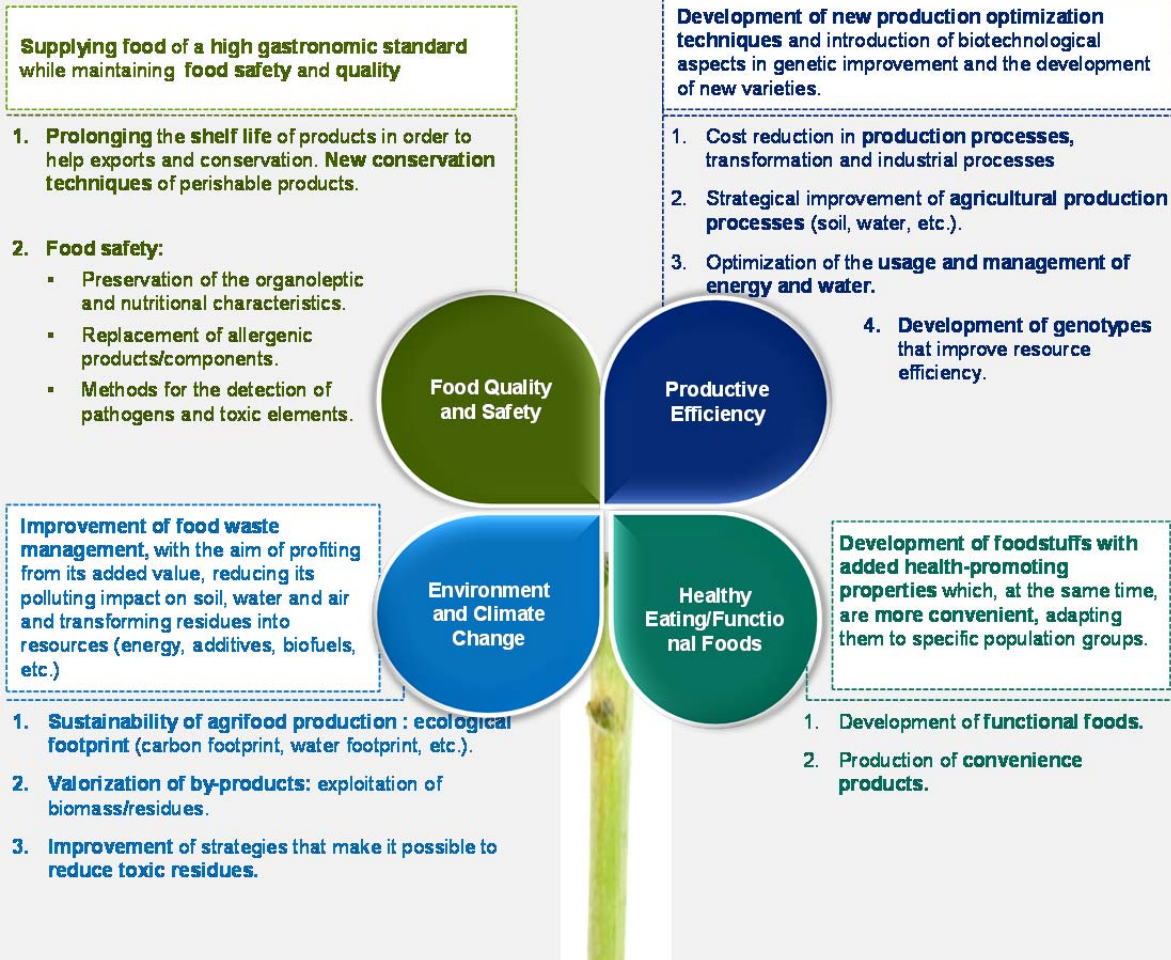 Supplying food of a high gastronomic standard
while maintaining food safety and quality
1. Prolonging the shelf life of products in order to
help exports and conservation. New conservation
techniques of perishable products.
2. Food safety:
▪ Preservation of the organoleptic
and nutritional characteristics.
▪ Replacement of allergenic
products/components.
▪ Methods for the detection of
pathogens and toxic elements.
Development of new production optimization
techniques and introduction of biotechnological
aspects in genetic improvement and the development
of new varieties.
1. Cost reduction in production processes,
transformation and industrial processes
2. Strategical improvement of agricultural production
processes (soil, water, etc.).
3. Optimization of the usage and management of
energy and water.
4. Development of genotypes
that improve resource
efficiency.
Food Quality
and Safety
Productive
Efficiency
Environment
and Climate
Change
Healthy
Eating/Functio
nal Foods
Improvement of food waste
management, with the aim of profiting
from its added value, reducing its
polluting impact on soil, water and air
and transforming residues into
resources (energy, additives, biofuels,
etc.)
1. Sustainability of agrifood production : ecological
footprint (carbon footprint, water footprint, etc.).
2. Valorization of by-products: exploitation of
biomass/residues.
3. Improvement of strategies that make it possible to
reduce toxic residues.
Development of foodstuffs with
added health-promoting
properties which, at the same time,
are more convenient, adapting
them to specific population groups.
1. Development of functional foods.
2. Production of convenience
products.